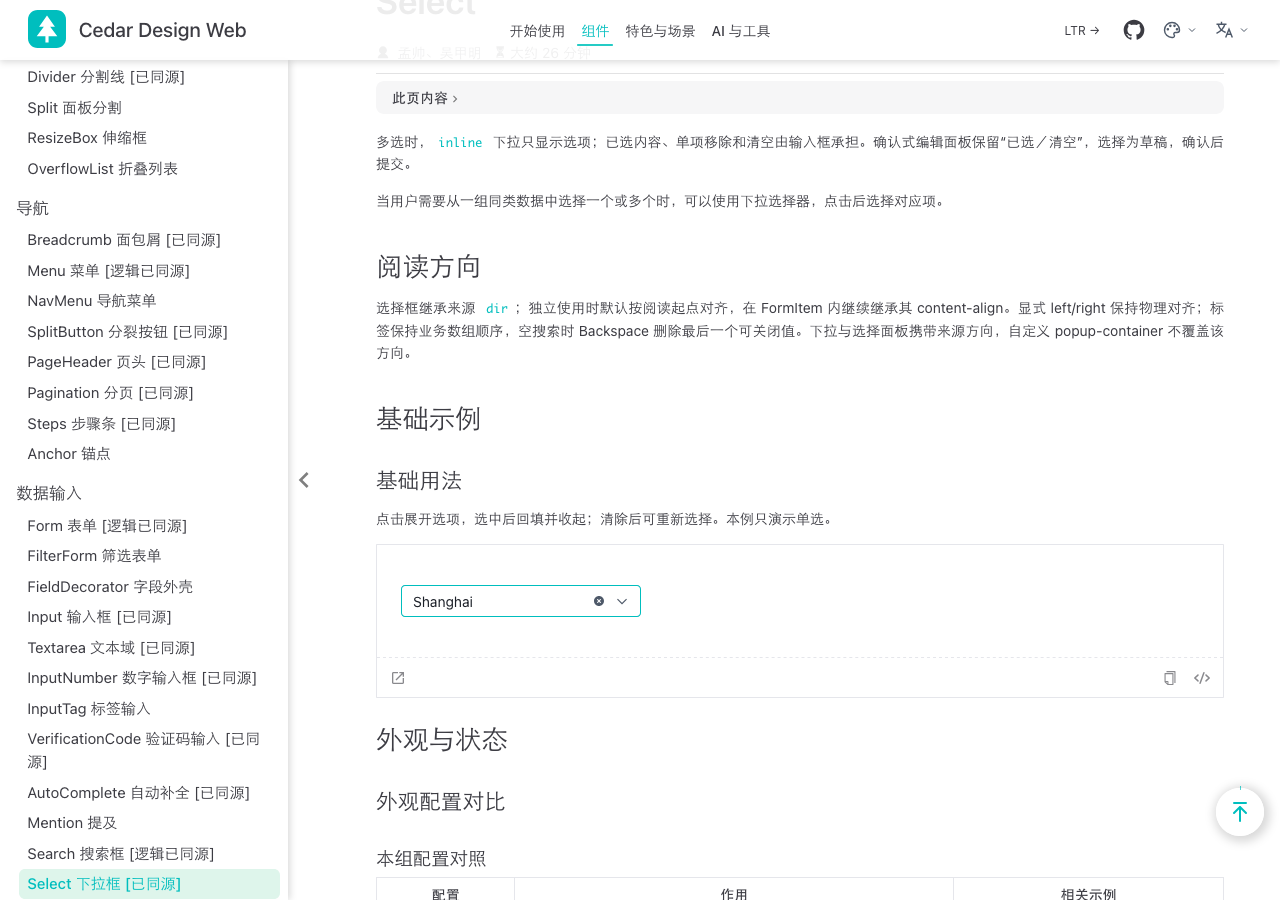 Select
Cedar Design Web
开始使用
组件
特色与场景
AI 与工具
LTR →
孟帅、吴甲明
大约 26 分钟
Divider 分割线 [已同源]
Split 面板分割
ResizeBox 伸缩框
OverflowList 折叠列表
导航
Breadcrumb 面包屑 [已同源]
Menu 菜单 [逻辑已同源]
NavMenu 导航菜单
SplitButton 分裂按钮 [已同源]
PageHeader 页头 [已同源]
Pagination 分页 [已同源]
Steps 步骤条 [已同源]
Anchor 锚点
数据输入
Form 表单 [逻辑已同源]
FilterForm 筛选表单
FieldDecorator 字段外壳
Input 输入框 [已同源]
Textarea 文本域 [已同源]
InputNumber 数字输入框 [已同源]
InputTag 标签输入
VerificationCode 验证码输入 [已同
源]
AutoComplete 自动补全 [已同源]
Mention 提及
Search 搜索框 [逻辑已同源]
Select 下拉框 [已同源]
此页内容 ›
多选时， inline 下拉只显示选项；已选内容、单项移除和清空由输入框承担。确认式编辑面板保留“已选／清空”，选择为草稿，确认后
提交。
当用户需要从一组同类数据中选择一个或多个时，可以使用下拉选择器，点击后选择对应项。
阅读方向
选择框继承来源 dir ；独立使用时默认按阅读起点对齐，在 FormItem 内继续继承其 content-align。显式 left/right 保持物理对齐；标
签保持业务数组顺序，空搜索时 Backspace 删除最后一个可关闭值。下拉与选择面板携带来源方向，自定义 popup-container 不覆盖该
方向。
基础示例
基础用法
点击展开选项，选中后回填并收起；清除后可重新选择。本例只演示单选。
Shanghai
外观与状态
外观配置对比
本组配置对照
配置
作用
相关示例